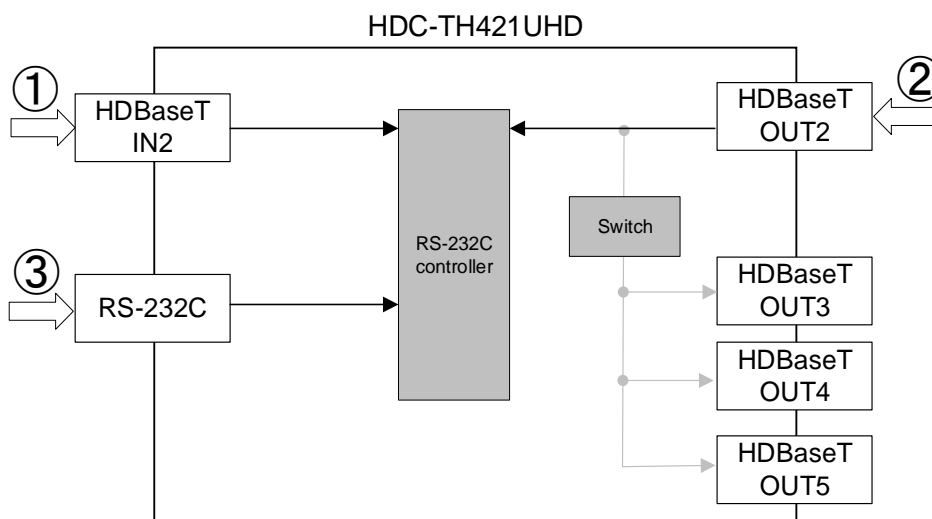 HDC-TH421UHD
①
HDBaseT
IN2
②
HDBaseT
OUT2
Switch
RS-232C
controller
③
RS-232C
HDBaseT
OUT3
HDBaseT
OUT4
HDBaseT
OUT5